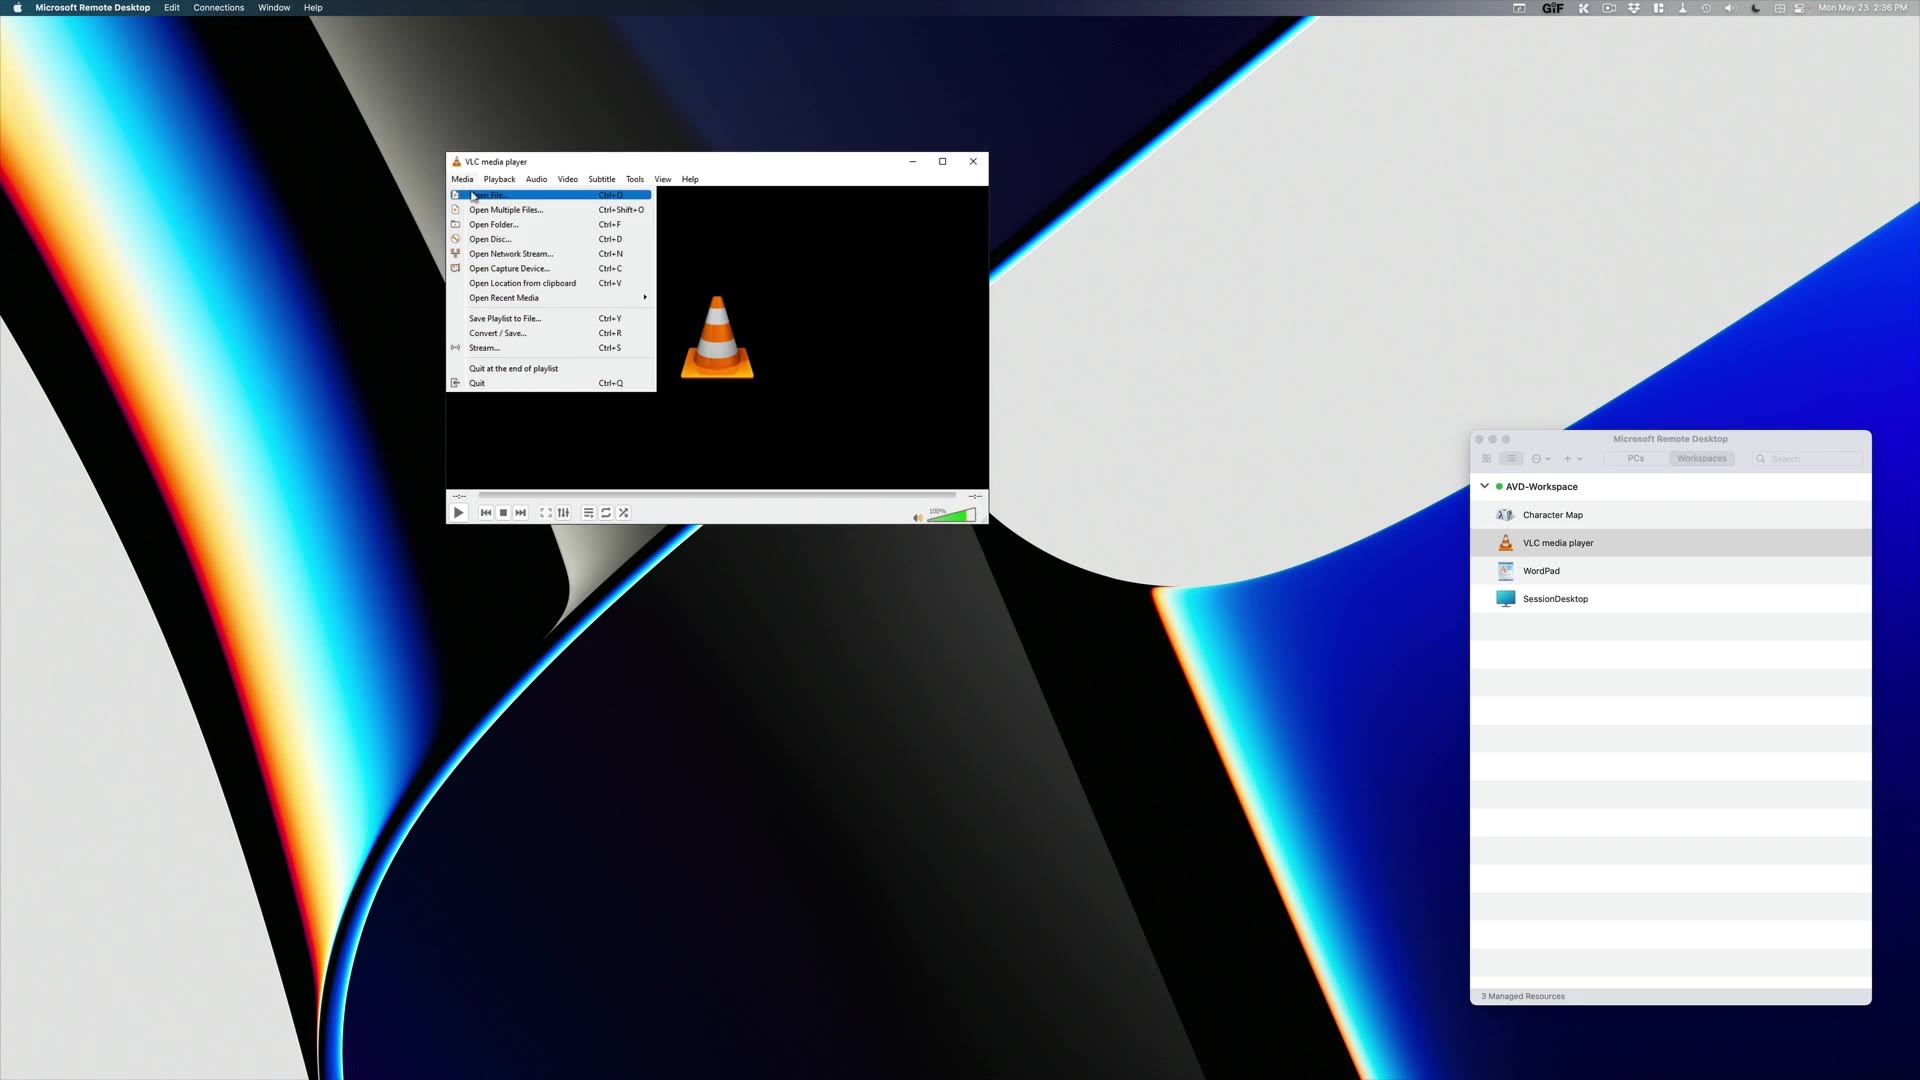 Microsoft Remote Desktop Edit Connections Window Help
GIF Mon May 23 2:36 PM
VLC media player
Media Playback Audio Video Subtitle Tools View Help
File... Ctrl+O
Open Multiple Files... Ctrl+Shift+O
Open Folder... Ctrl+F
Open Disc... Ctrl+D
Open Network Stream... Ctrl+N
Open Capture Device... Ctrl+C
Open Location from clipboard Ctrl+V
Open Recent Media
Save Playlist to File... Ctrl+Y
Convert / Save... Ctrl+R
Stream... Ctrl+S
Quit at the end of playlist
Quit Ctrl+Q
--:-- --:--
100%
Microsoft Remote Desktop
PCs Workspaces Search
AVD-Workspace
Character Map
VLC media player
WordPad
SessionDesktop
3 Managed Resources